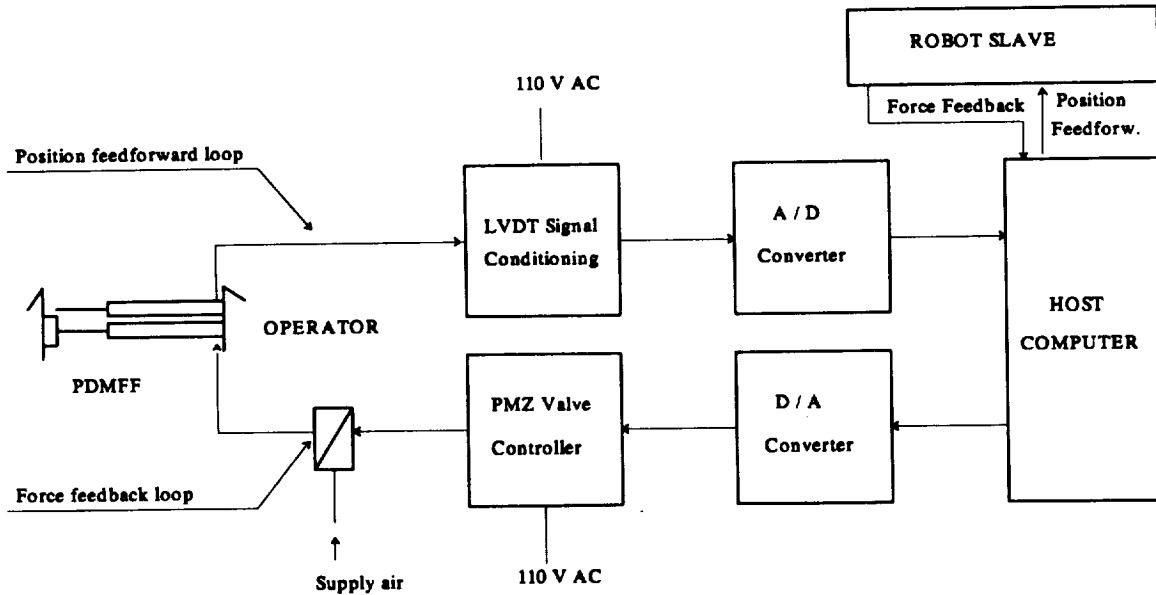 ROBOT SLAVE
110 V AC
Force Feedback
Position
Feedforw.
Position feedforward loop
LVDT Signal
Conditioning
A / D
Converter
HOST
COMPUTER
OPERATOR
PDMFF
PMZ Valve
Controller
D / A
Converter
Force feedback loop
Supply air
110 V AC